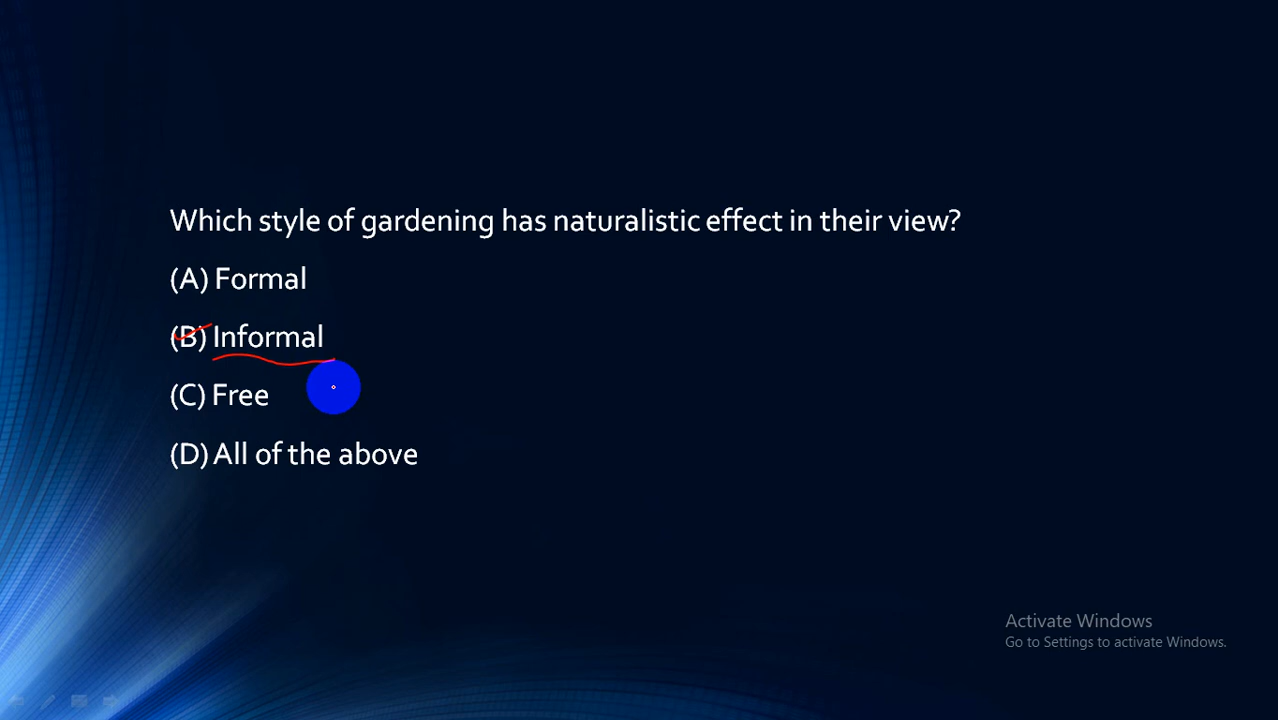 Which style of gardening has naturalistic effect in their view?
(A) Formal
(B) Informal
(C) Free
(D) All of the above
Activate Windows
Go to Settings to activate Windows.